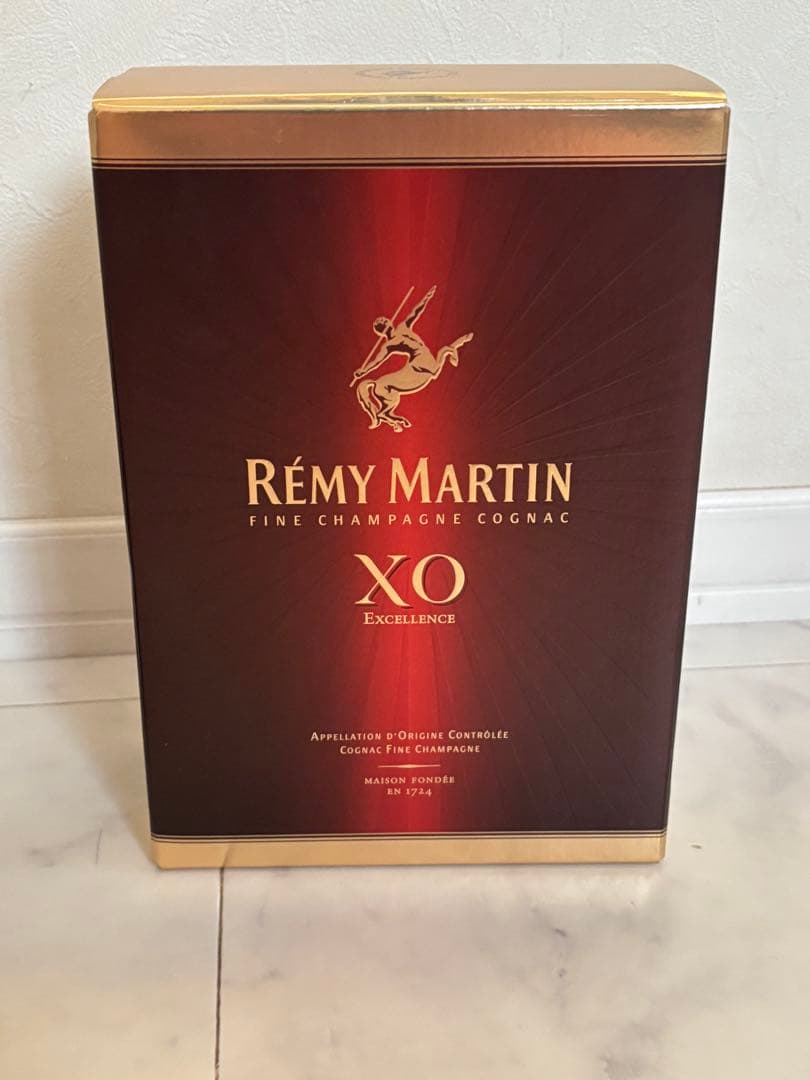 RÉMY MARTIN
FINE CHAMPAGNE COGNAC
XO
EXCELLENCE
APPELLATION D'ORIGINE CONTRÔLÉE
COGNAC FINE CHAMPAGNE
MAISON FONDÉE
EN 1724